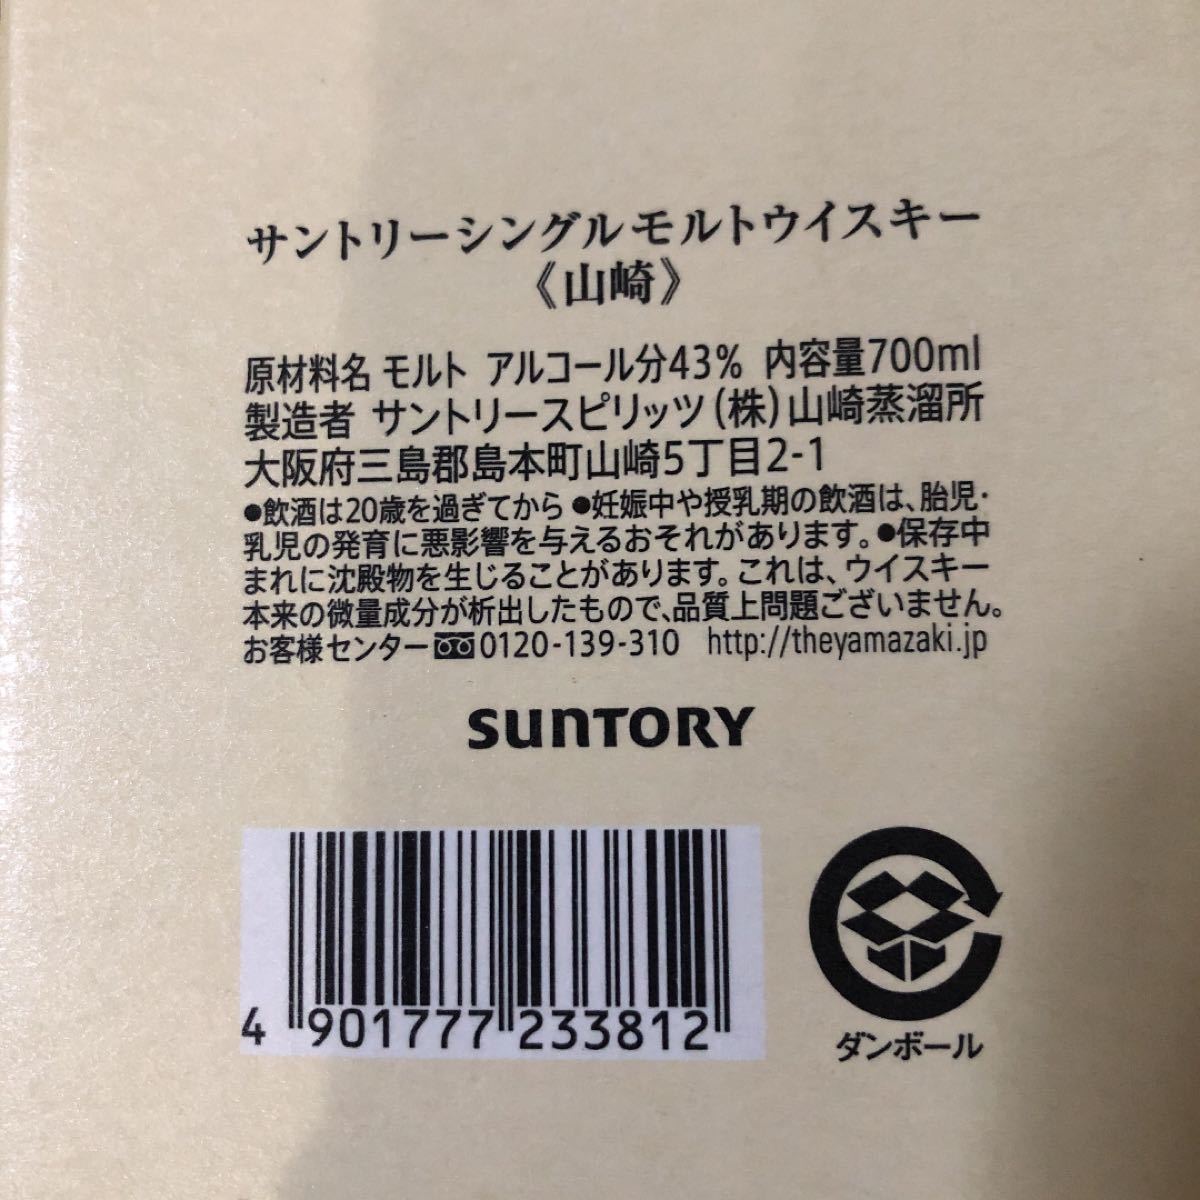 サントリーシングルモルトウイスキー
《山崎》
原材料名 モルト アルコール分43% 内容量700ml
製造者 サントリースピリッツ(株)山崎蒸溜所
大阪府三島郡島本町山崎5丁目2-1
●飲酒は20歳を過ぎてから ●妊娠中や授乳期の飲酒は、胎児・
乳児の発育に悪影響を与えるおそれがあります。●保存中
まれに沈殿物を生じることがあります。これは、ウイスキー
本来の微量成分が析出したもので、品質上問題ございません。
お客様センター 0120-139-310 http://theyamazaki.jp
SUNTORY
4 901777 233812
ダンボール